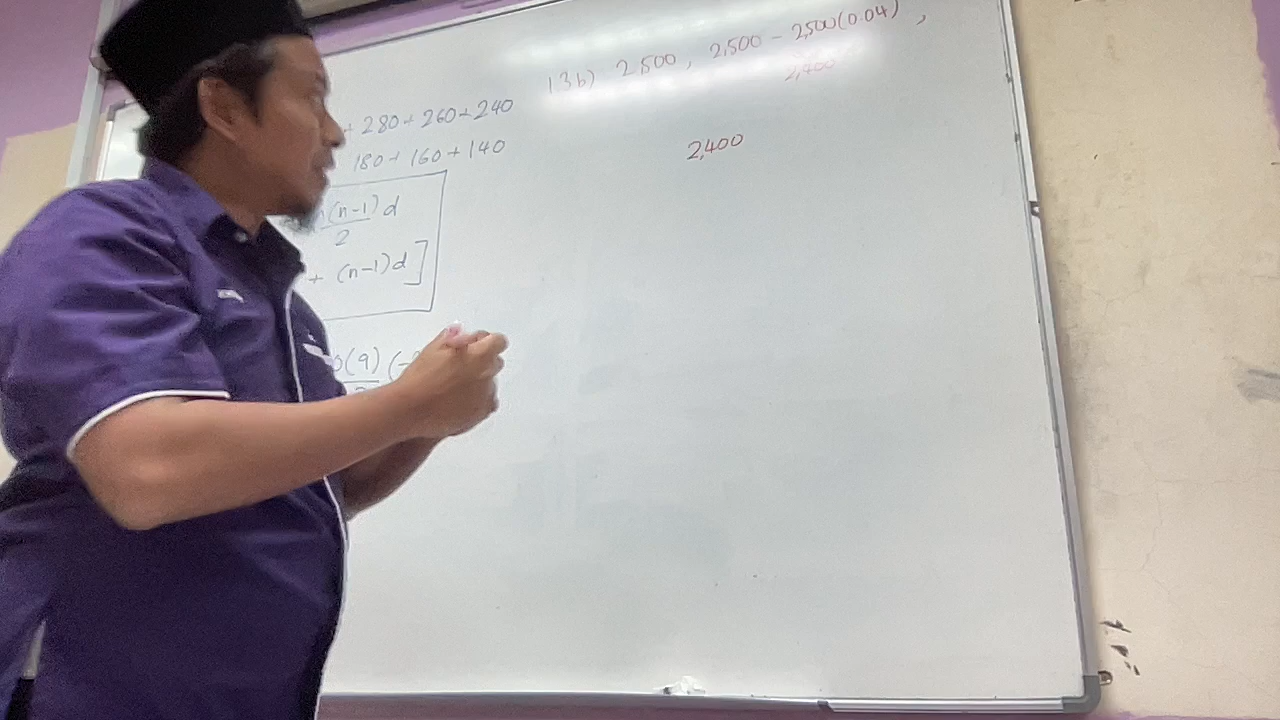 13b) 2,500 , 2,500 - 2,500(0.04) ,
2,400
2,400
+ 280 + 260 + 240
180 + 160 + 140
(n-1) d
2
+ (n-1)d ]
(9) (-